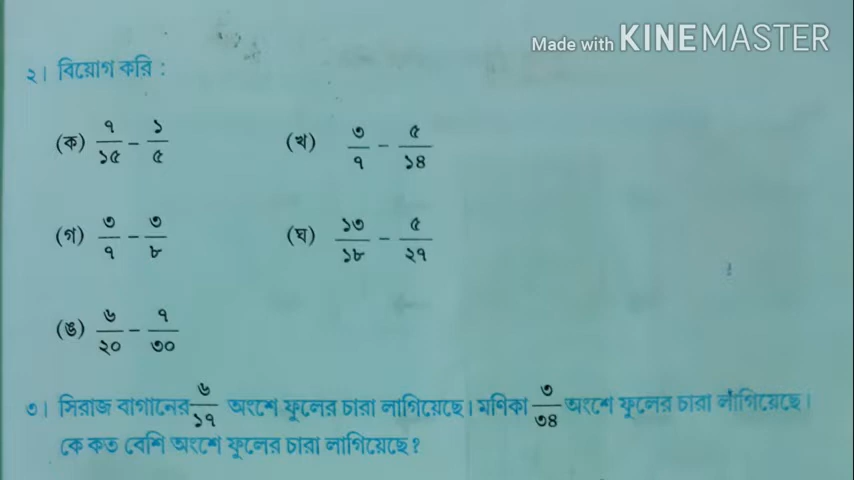 Made with KINEMASTER
২। বিয়োগ করি :
(ক) ৭/১৫ - ১/৫ (খ) ৩/৭ - ৫/১৪
(গ) ৩/৭ - ৩/৮ (ঘ) ১৩/১৮ - ৫/২৭
(ঙ) ৬/২০ - ৭/৩০
৩। সিরাজ বাগানের ৬/১৭ অংশে ফুলের চারা লাগিয়েছে। মণিকা ৩/৩৪ অংশে ফুলের চারা লাগিয়েছে।
কে কত বেশি অংশে ফুলের চারা লাগিয়েছে?